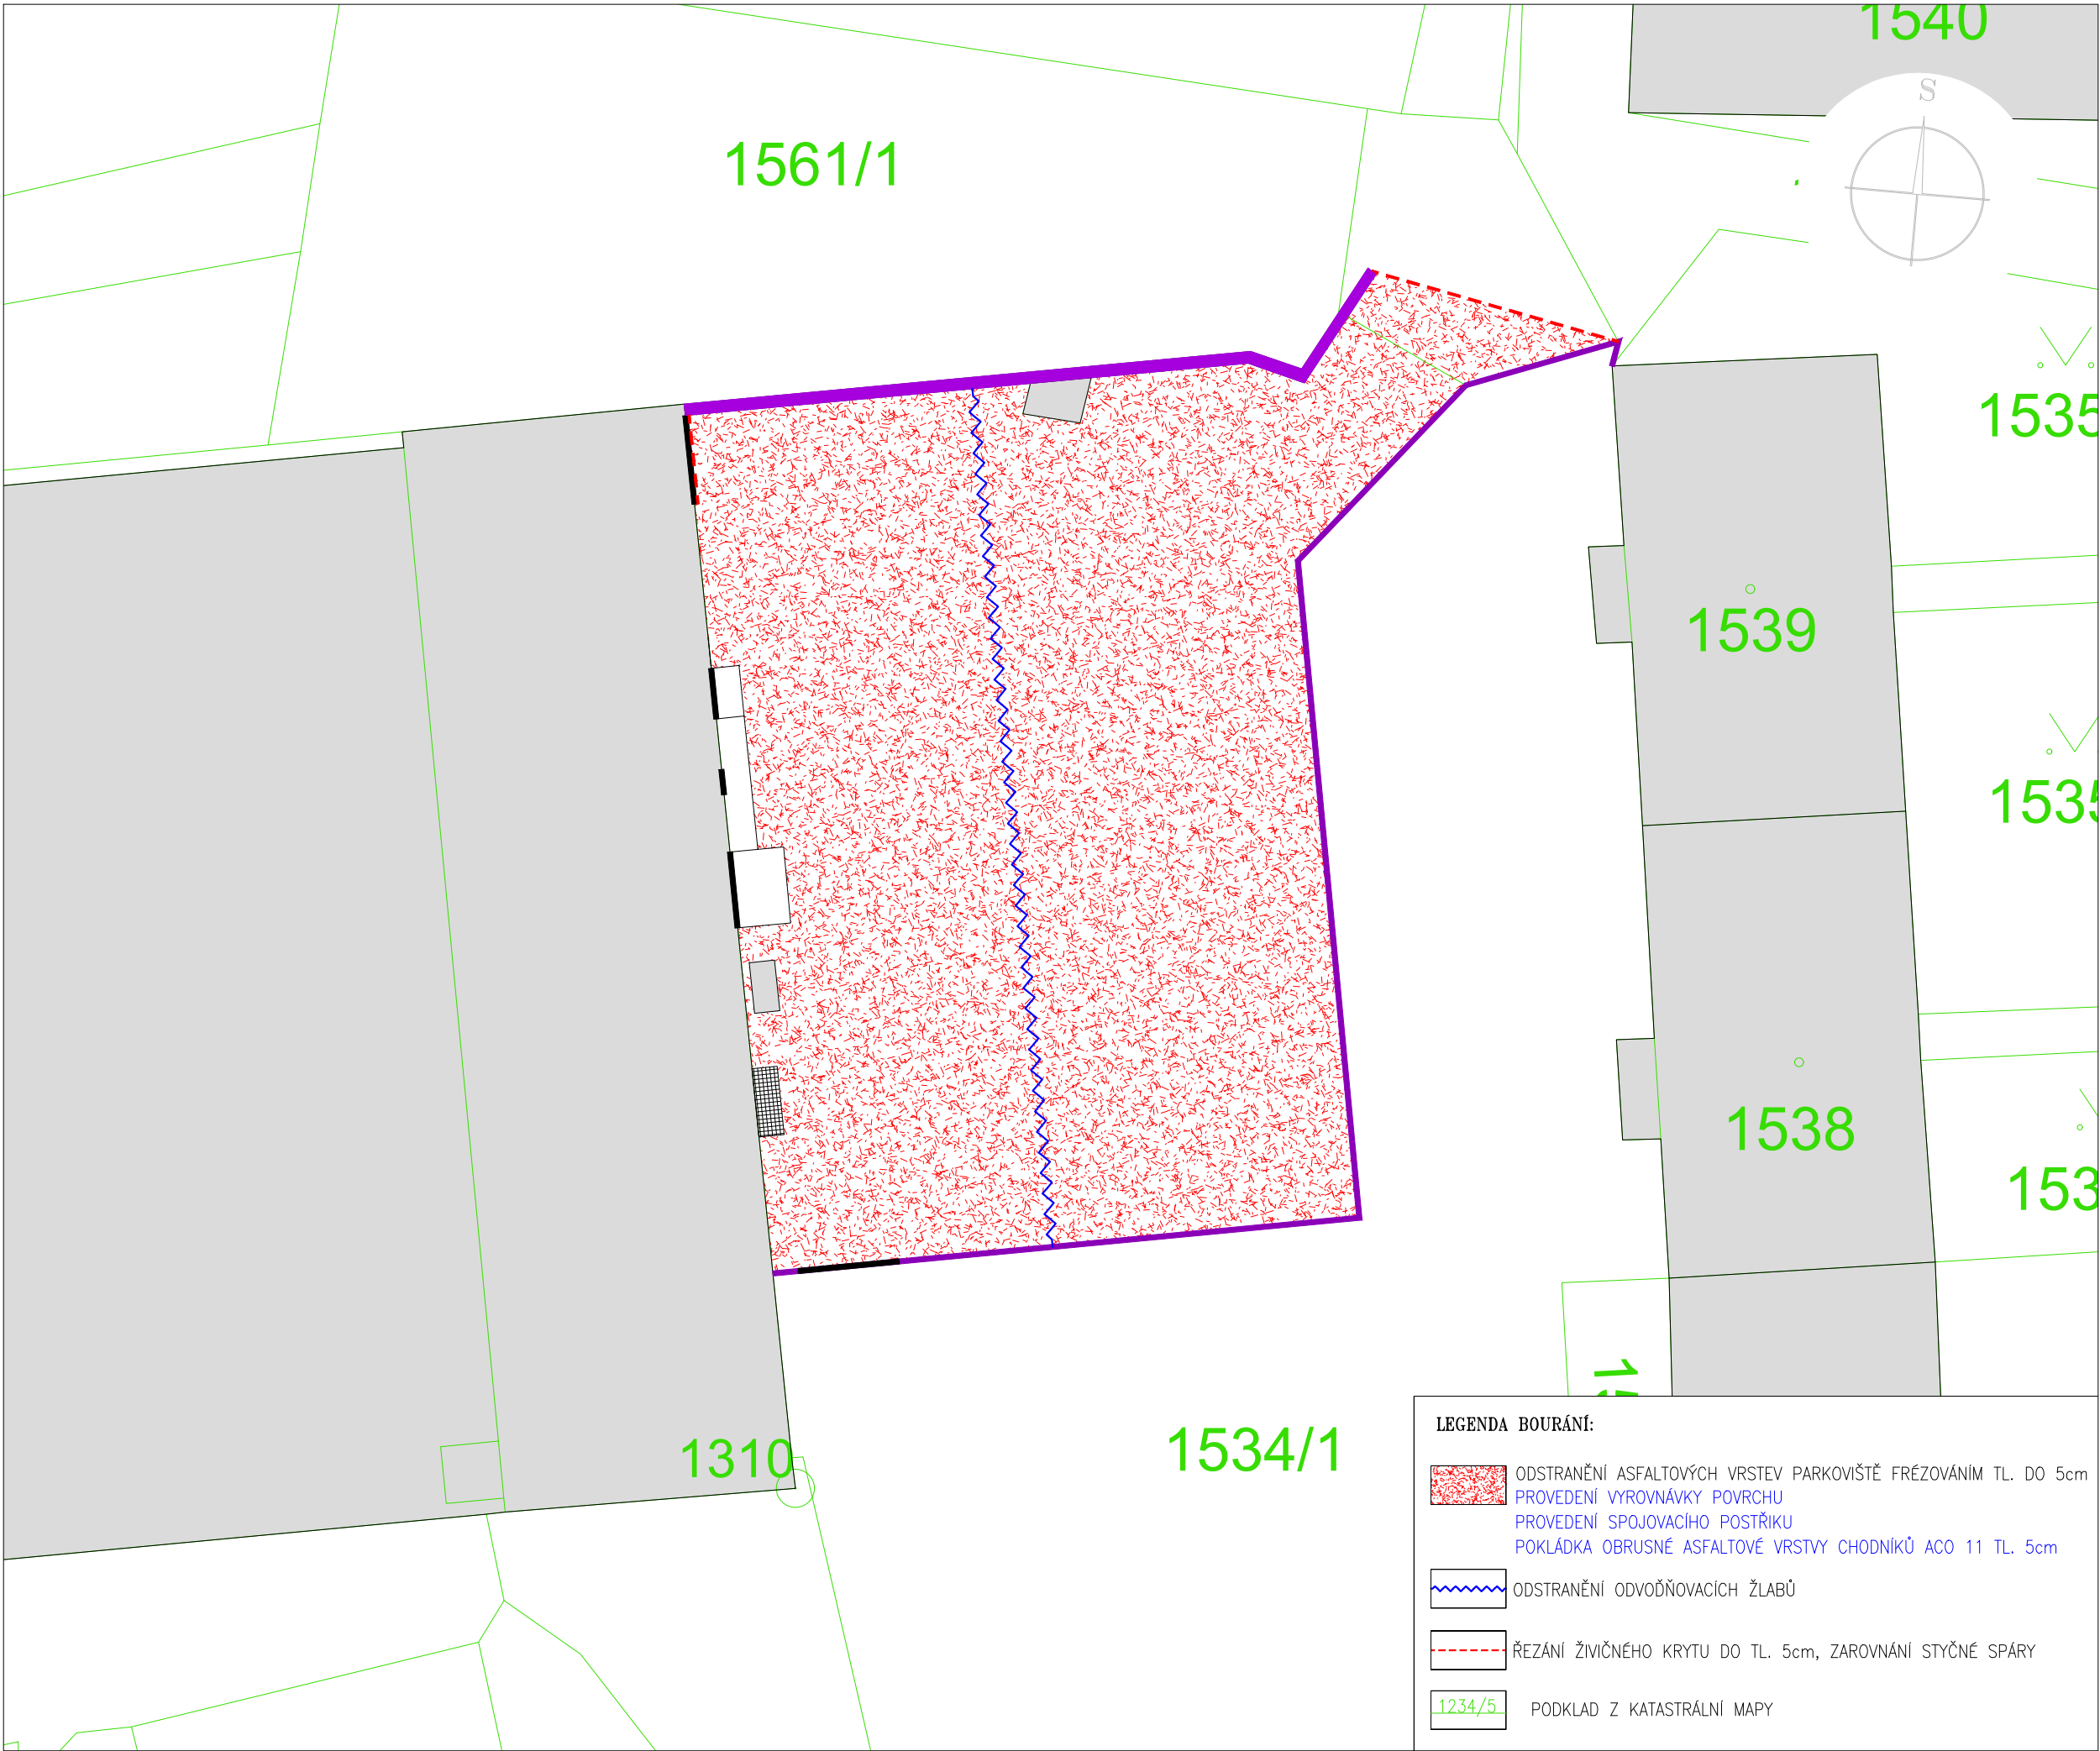 1540
S
1561/1
1535
1539
1535
1538
153
1310
1534/1
15
LEGENDA BOURÁNÍ:
ODSTRANĚNÍ ASFALTOVÝCH VRSTEV PARKOVIŠTĚ FRÉZOVÁNÍM TL. DO 5cm
PROVEDENÍ VYROVNÁVKY POVRCHU
PROVEDENÍ SPOJOVACÍHO POSTŘIKU
POKLÁDKA OBRUSNÉ ASFALTOVÉ VRSTVY CHODNÍKŮ ACO 11 TL. 5cm
ODSTRANĚNÍ ODVOĎŇOVACÍCH ŽLABŮ
ŘEZÁNÍ ŽIVIČNÉHO KRYTU DO TL. 5cm, ZAROVNÁNÍ STYČNÉ SPÁRY
1234/5 PODKLAD Z KATASTRÁLNÍ MAPY